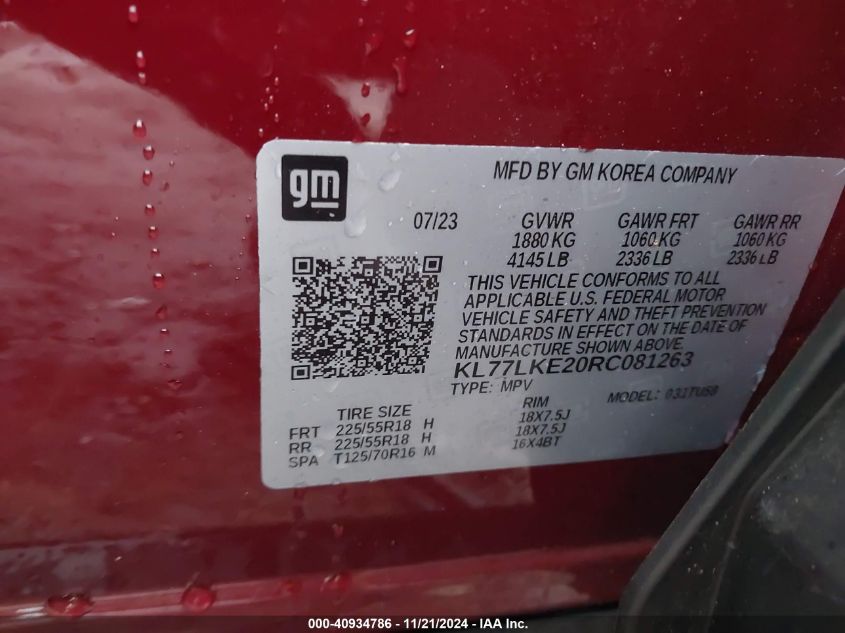 gm
MFD BY GM KOREA COMPANY
07/23 GVWR GAWR FRT GAWR RR
1880 KG 1060 KG 1060 KG
4145 LB 2336 LB 2336 LB
THIS VEHICLE CONFORMS TO ALL
APPLICABLE U.S. FEDERAL MOTOR
VEHICLE SAFETY AND THEFT PREVENTION
STANDARDS IN EFFECT ON THE DATE OF
MANUFACTURE SHOWN ABOVE.
KL77LKE20RC081263
TYPE: MPV MODEL: 031TU58
TIRE SIZE RIM
FRT 225/55R18 H 18X7.5J
RR 225/55R18 H 18X7.5J
SPA T125/70R16 M 16X4BT
000-40934786 — 11/21/2024 — IAA Inc.